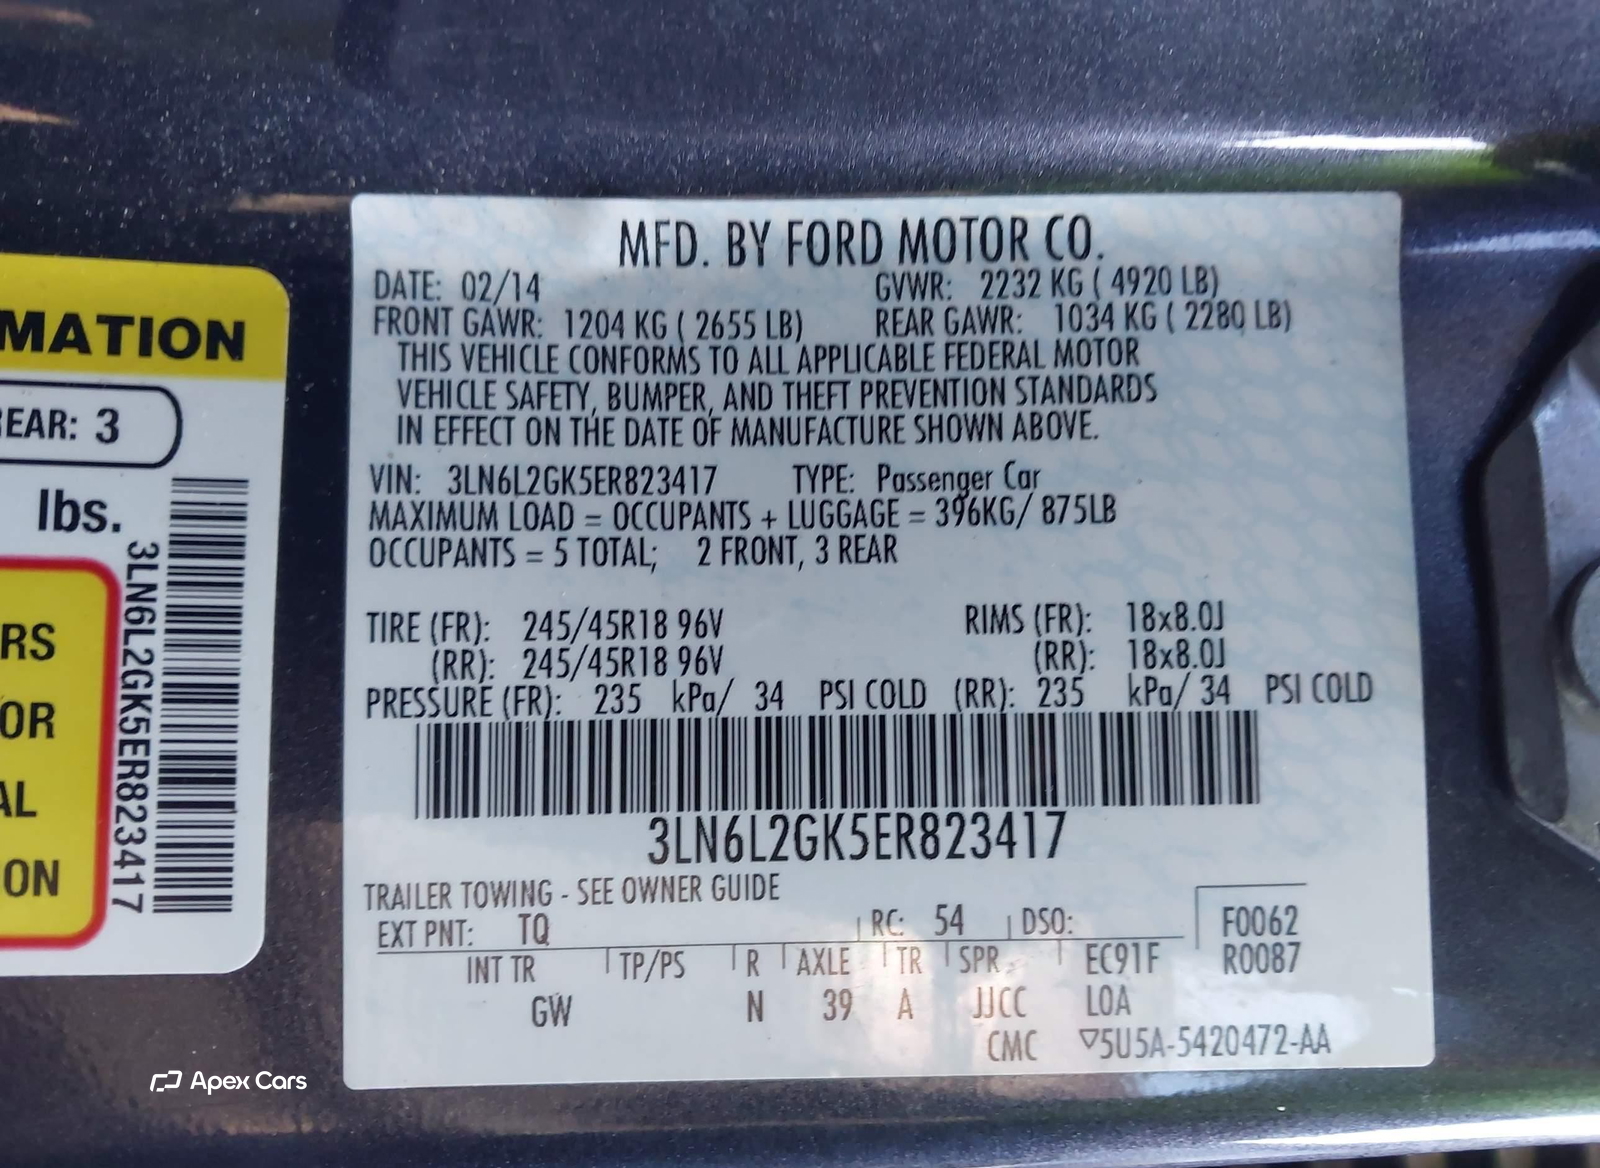 MATION
REAR: 3
lbs.
RS
OR
AL
ON
3LN6L2GK5ER823417
MFD. BY FORD MOTOR CO.
DATE: 02/14 GVWR: 2232 KG ( 4920 LB)
FRONT GAWR: 1204 KG ( 2655 LB) REAR GAWR: 1034 KG ( 2280 LB)
THIS VEHICLE CONFORMS TO ALL APPLICABLE FEDERAL MOTOR
VEHICLE SAFETY, BUMPER, AND THEFT PREVENTION STANDARDS
IN EFFECT ON THE DATE OF MANUFACTURE SHOWN ABOVE.
VIN: 3LN6L2GK5ER823417 TYPE: Passenger Car
MAXIMUM LOAD = OCCUPANTS + LUGGAGE = 396KG/ 875LB
OCCUPANTS = 5 TOTAL; 2 FRONT, 3 REAR
TIRE (FR): 245/45R18 96V RIMS (FR): 18x8.0J
(RR): 245/45R18 96V (RR): 18x8.0J
PRESSURE (FR): 235 kPa/ 34 PSI COLD (RR): 235 kPa/ 34 PSI COLD
3LN6L2GK5ER823417
TRAILER TOWING - SEE OWNER GUIDE
EXT PNT: TQ RC: 54 DSO: F0062
INT TR TP/PS R AXLE TR SPR EC91F R0087
GW N 39 A JJCC LOA
CMC ▽5U5A-5420472-AA
Apex Cars